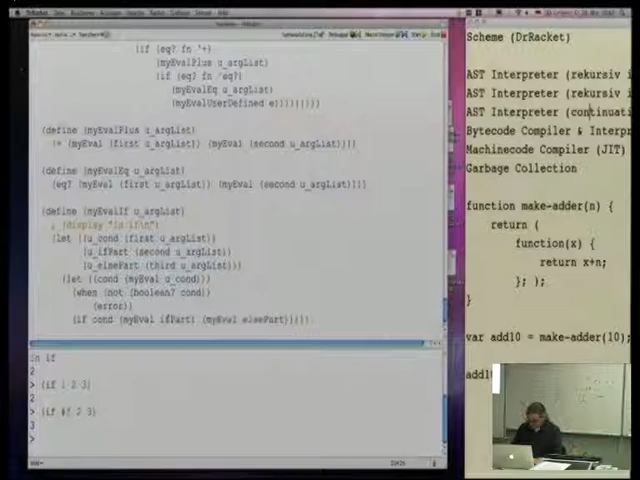 (if (eq? fn '+)
(myEvalPlus u_argList)
(if (eq? fn 'eq?)
(myEvalEq u_argList)
(myEvalUserDefined e)))))))))
(define (myEvalPlus u_argList)
(myEval (first u_argList)) (myEval (second u_argList))))
(define (myEvalEq u_argList)
(eq? (myEval (first u_argList)) (myEval (second u_argList))))
(define (myEvalIf u_argList)
; (display "in if\n")
(let ((u_cond (first u_argList))
(u_ifPart (second u_argList))
(u_elsePart (third u_argList)))
(let ((cond (myEval u_cond)))
(when (not (boolean? cond))
(error))
(if cond (myEval ifPart) (myEval elsePart)))))
in if
2
> (if 1 2 3)
2
> (if #f 2 3)
3
>
Scheme (DrRacket)
AST Interpreter (rekursiv i
AST Interpreter (rekursiv i
AST Interpreter (continuati
Bytecode Compiler & Interpr
Machinecode Compiler (JIT)
Garbage Collection
function make-adder(n) {
return (
function(x) {
return x+n;
}; );
}
var add10 = make-adder(10);
add1